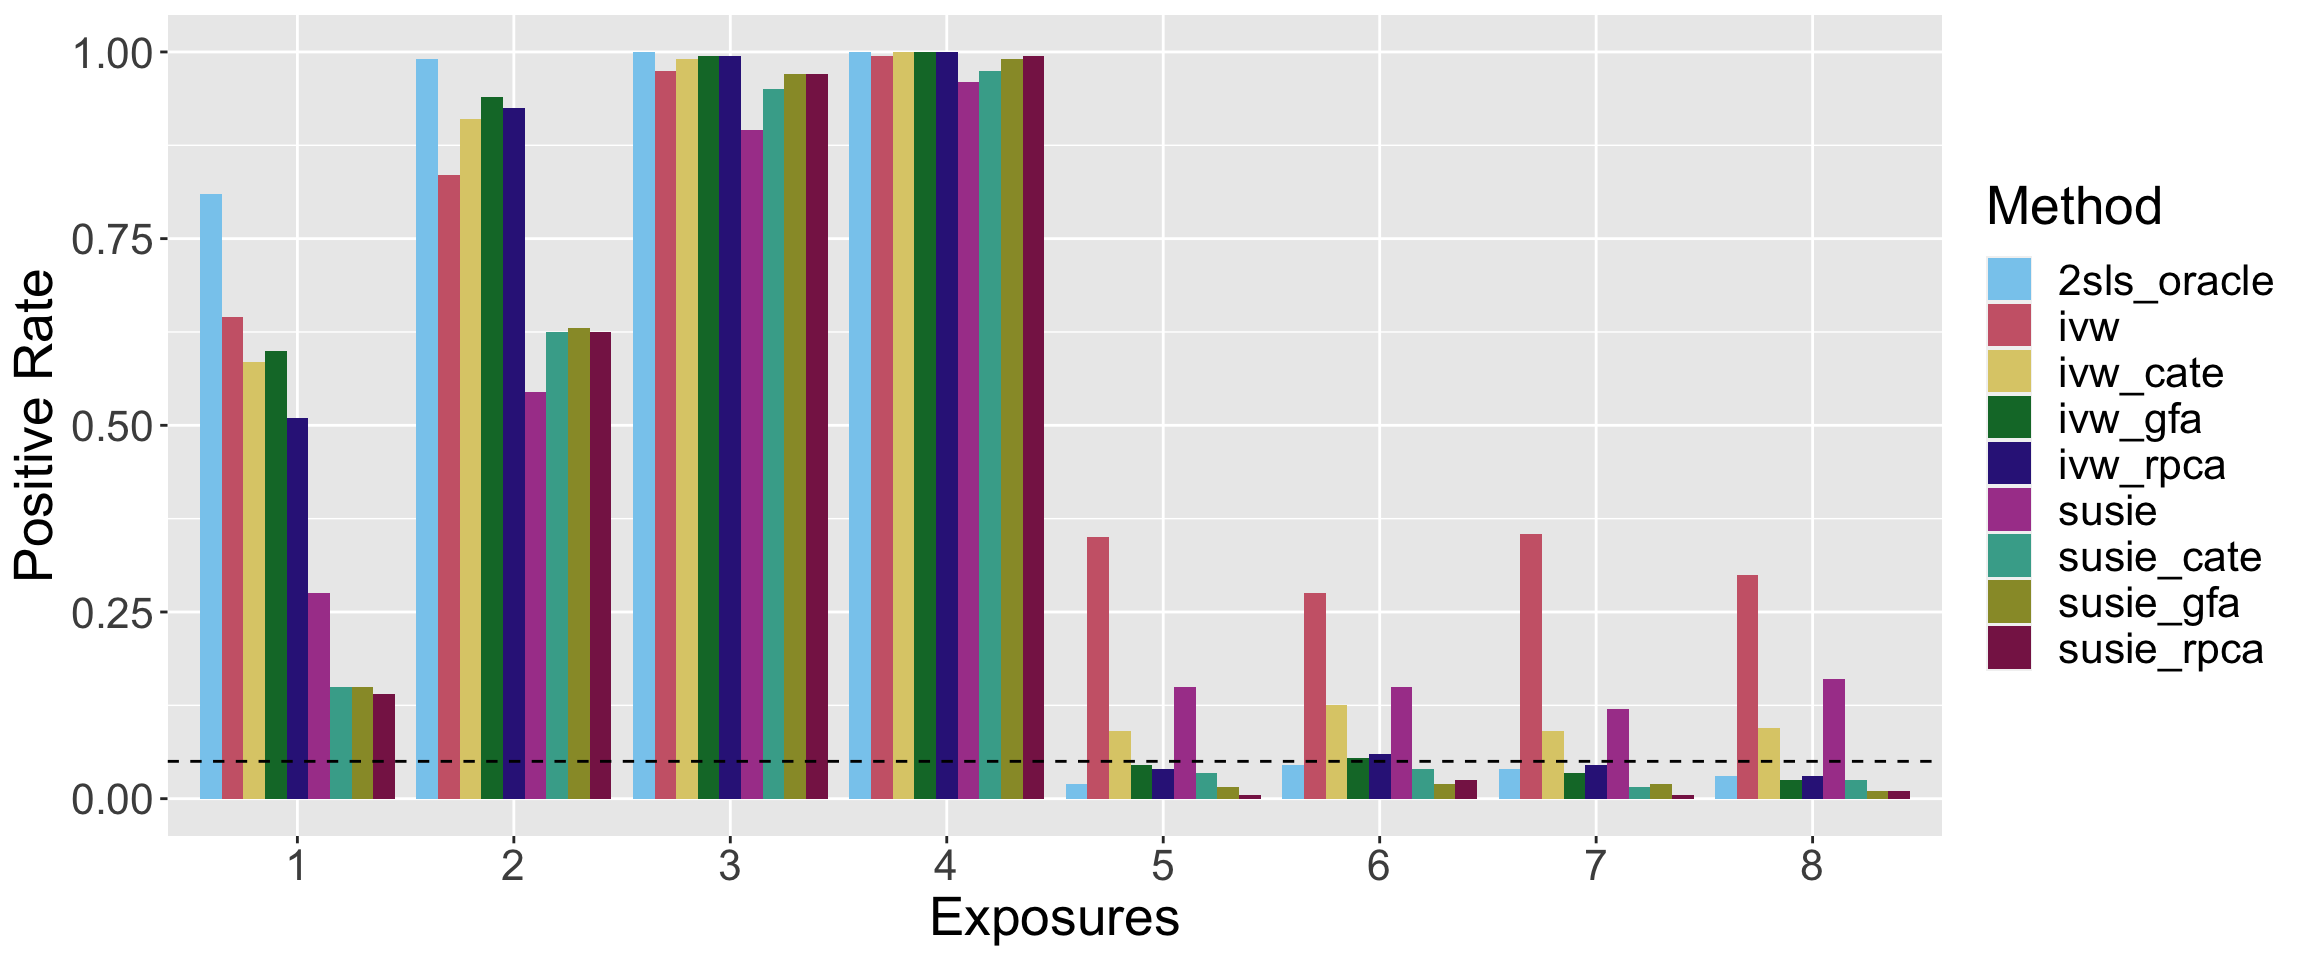 1.00
0.75
0.50
0.25
0.00
Positive Rate
1 2 3 4 5 6 7 8
Exposures
Method
2sls_oracle
ivw
ivw_cate
ivw_gfa
ivw_rpca
susie
susie_cate
susie_gfa
susie_rpca